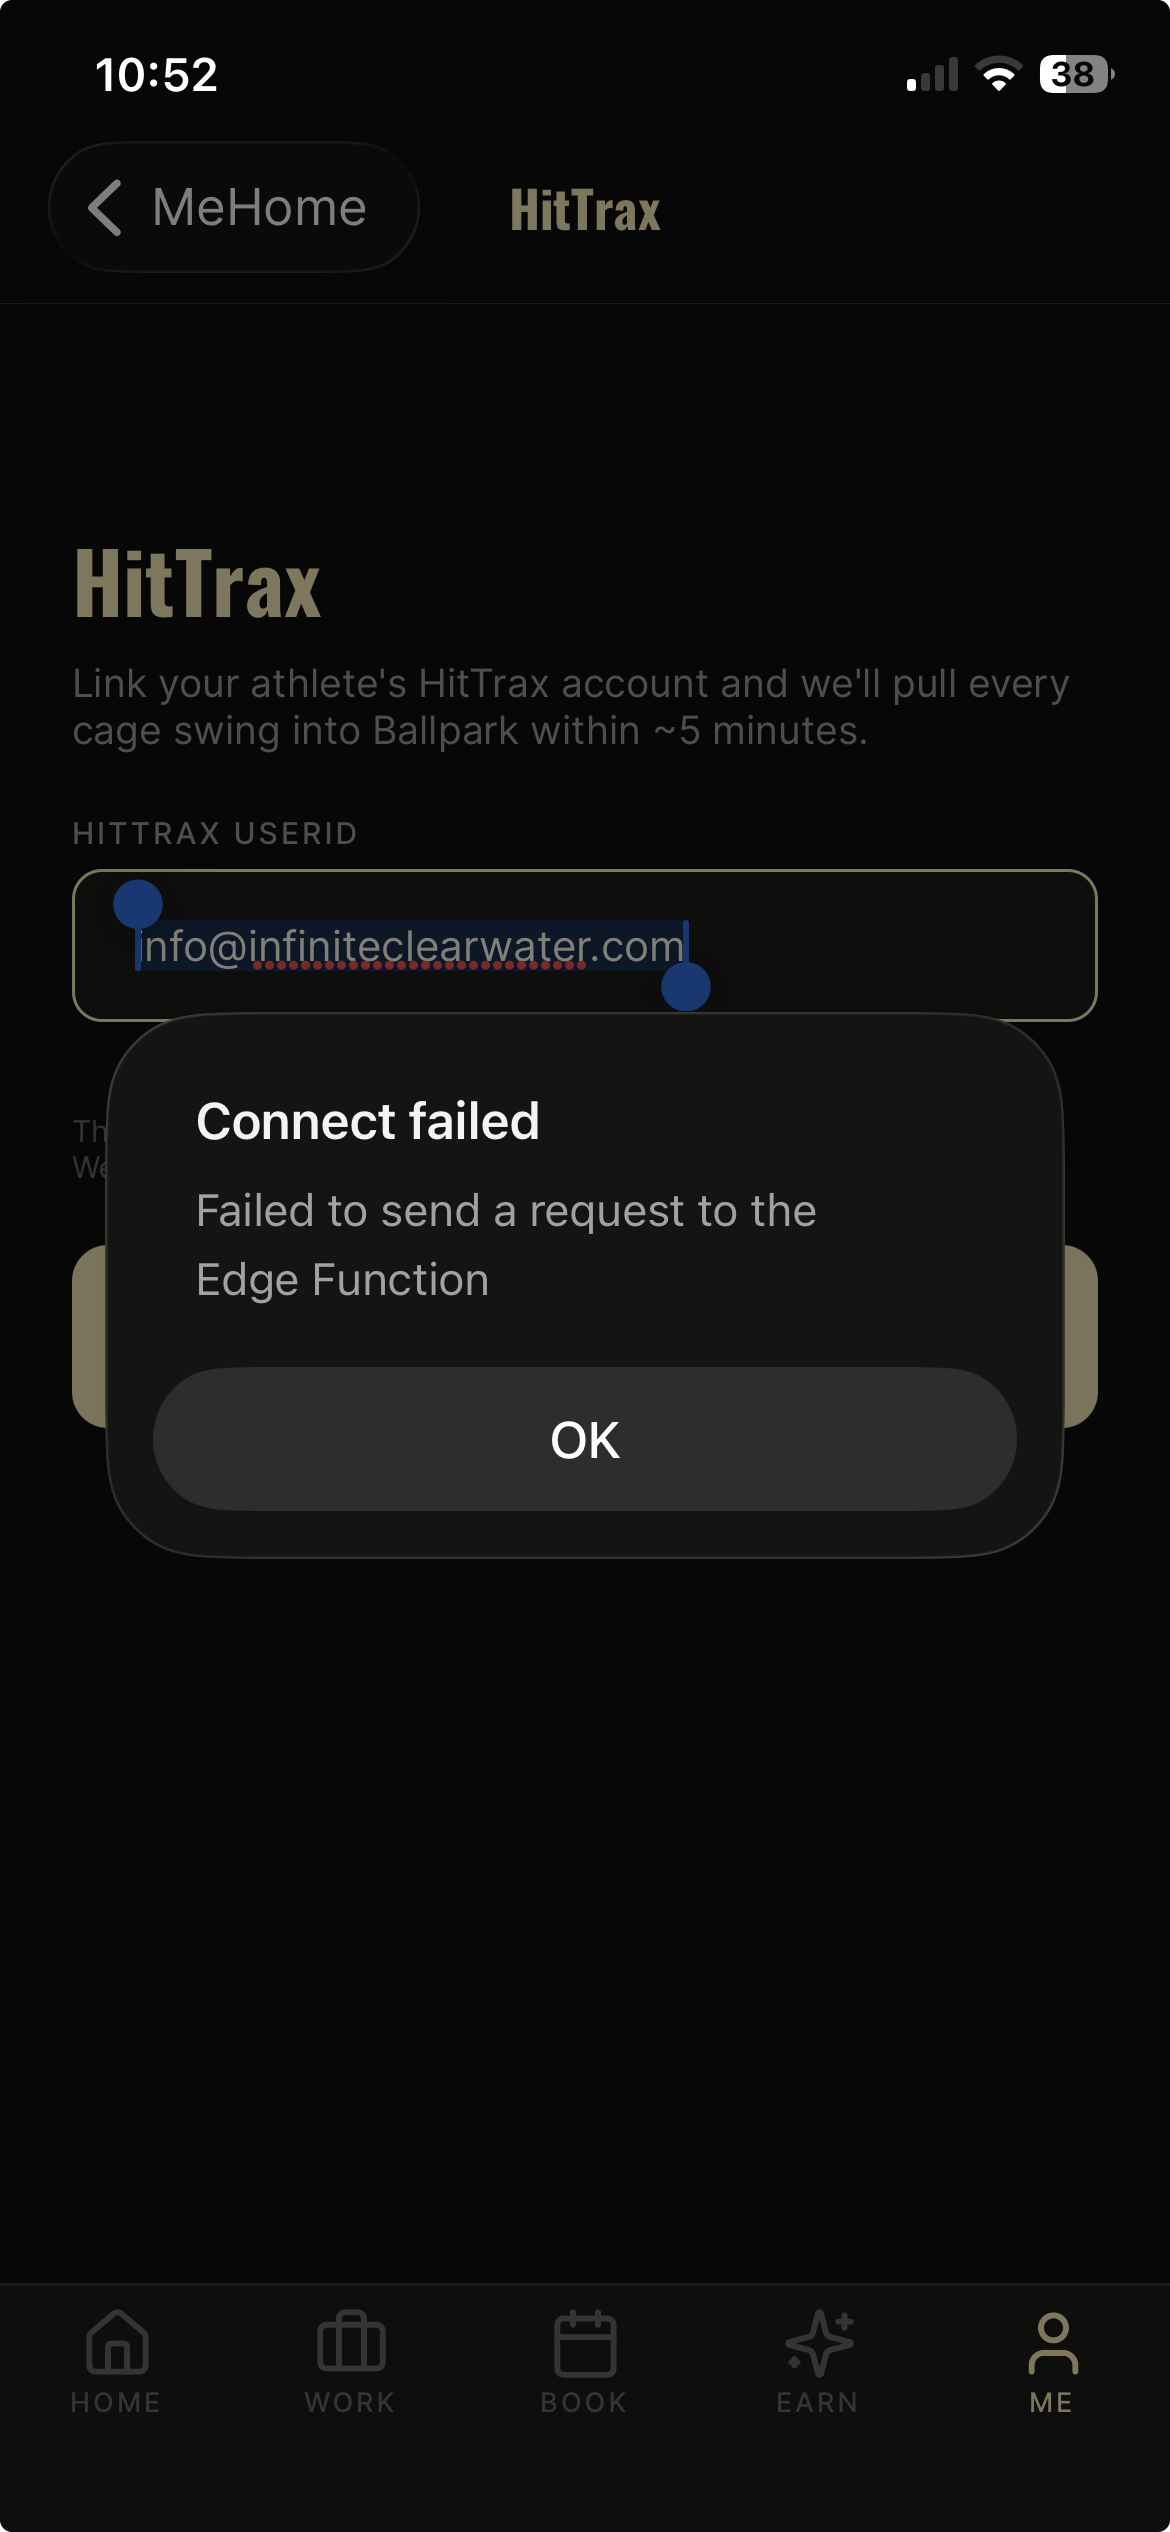 10:52
38
MeHome
HitTrax
HitTrax
Link your athlete's HitTrax account and we'll pull every
cage swing into Ballpark within ~5 minutes.
HITTRAX USERID
info@infiniteclearwater.com
Connect failed
Failed to send a request to the
Edge Function
OK
HOME
WORK
BOOK
EARN
ME